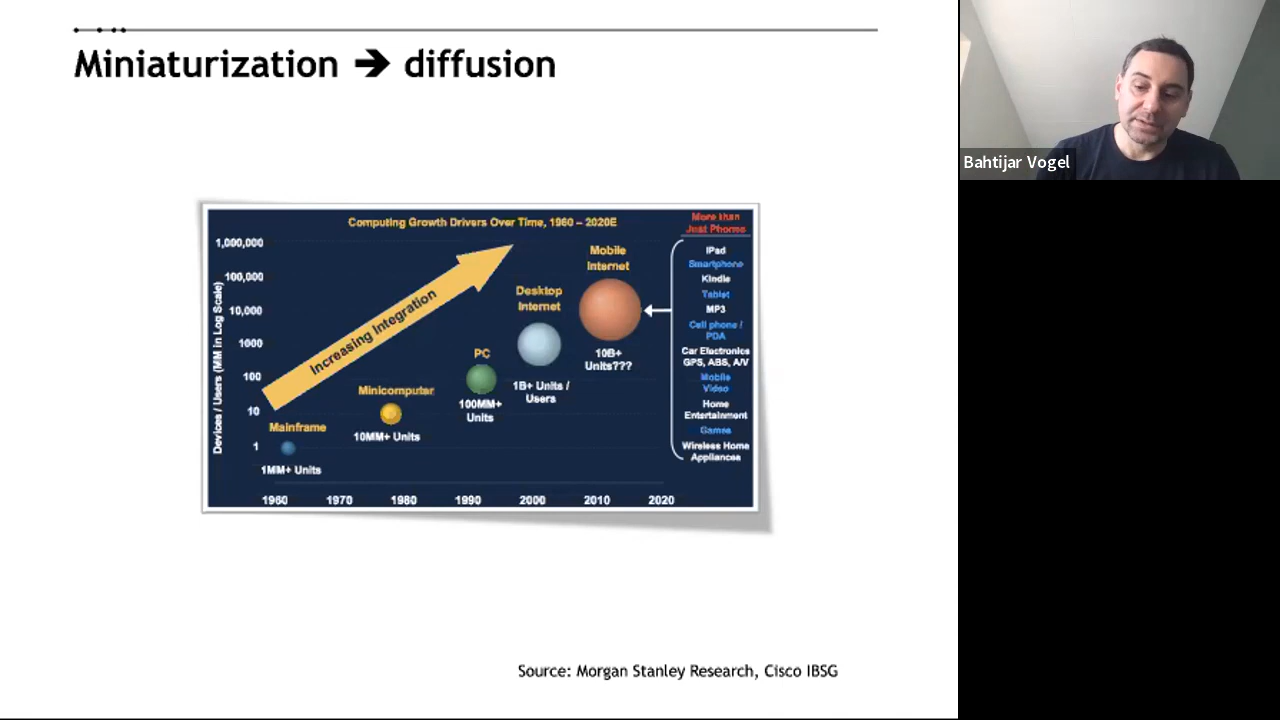 Miniaturization ➔ diffusion
Bahtijar Vogel
Computing Growth Drivers Over Time, 1960 – 2020E
More than
Just Phones
Devices / Users (MM in Log Scale)
1,000,000
100,000
10,000
1000
100
10
1
Increasing Integration
Mainframe
1MM+ Units
Minicomputer
10MM+ Units
PC
100MM+
Units
Desktop
Internet
1B+ Units /
Users
Mobile
Internet
10B+
Units???
iPad
Smartphone
Kindle
Tablet
MP3
Cell phone /
PDA
Car Electronics
GPS, ABS, A/V
Mobile
Video
Home
Entertainment
Games
Wireless Home
Appliances
1960
1970
1980
1990
2000
2010
2020
Source: Morgan Stanley Research, Cisco IBSG